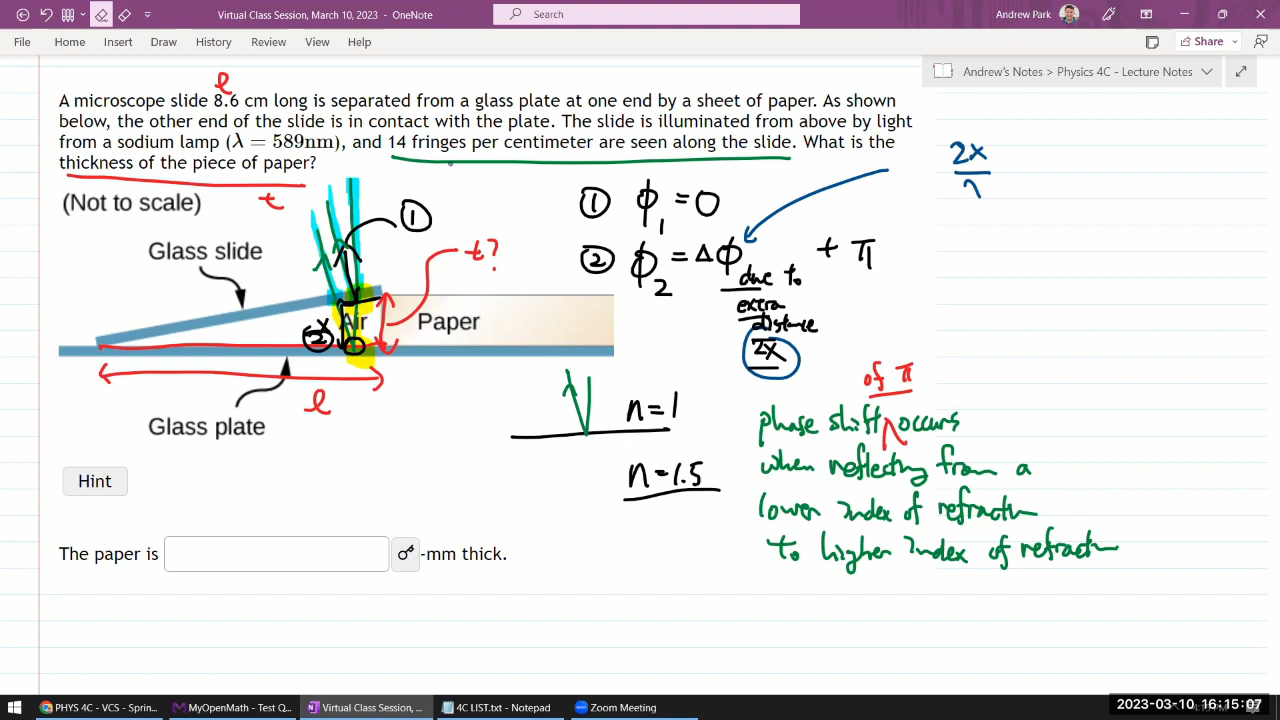 Virtual Class Session, March 10, 2023 - OneNote
Search
Andrew Park
File Home Insert Draw History Review View Help
Share
Andrew's Notes > Physics 4C - Lecture Notes
l
A microscope slide 8.6 cm long is separated from a glass plate at one end by a sheet of paper. As shown
below, the other end of the slide is in contact with the plate. The slide is illuminated from above by light
from a sodium lamp (λ = 589nm), and 14 fringes per centimeter are seen along the slide. What is the
thickness of the piece of paper?
t
2x
λ
(Not to scale)
①
① ϕ₁ = 0
Glass slide
t?
② ϕ₂ = Δϕ + π
due to
extra
distance
2x
② x
Air
Paper
l
Glass plate
n=1
n=1.5
of π
phase shift ∧ occurs
when reflecting from a
lower index of refractn
to higher index of refractn
Hint
The paper is
σ⁶
-mm thick.
PHYS 4C - VCS - Sprin...
MyOpenMath - Test Q...
Virtual Class Session,...
4C LIST.txt - Notepad
Zoom Meeting
2023-03-10 16:15:07